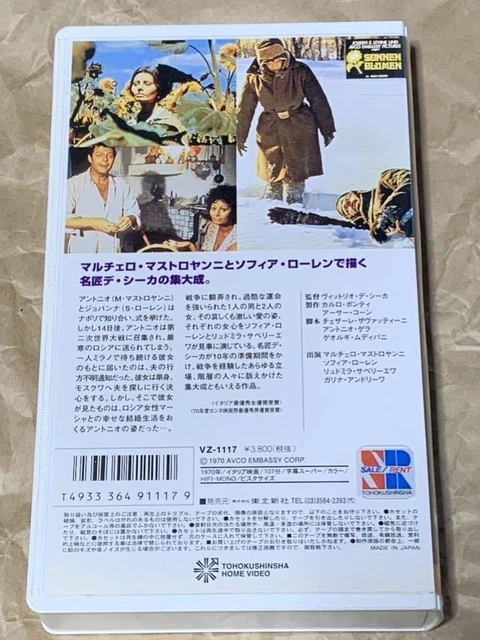 JOSEPH E. LEVINE UND
AVCO EMBASSY PICTURES
SONNEN
BLUMEN
マルチェロ・マストロヤンニとソフィア・ローレンで描く
名匠デ・シーカの集大成。
アントニオ(M・マストロヤンニ)
とジョバンナ(S・ローレン)は
ナポリで知り合い、式を挙げた。
しかし14日後、アントニオは第
二次世界大戦に召集され、厳
寒のロシアに送られてしまう。
一人ミラノで待ち続ける彼女
のもとに届いたのは、夫の行
方不明通知だった。彼女は単身、
モスクワへ夫を探しに行く決
心をする。しかし、そこで彼女
が見たものは、ロシア女性マー
シャとの幸せな結婚生活をお
くるアントニオの姿だった…。
戦争に翻弄され、過酷な運命
を強いられた1人の男と2人の
女、その哀しくも激しい愛の姿、
それぞれの女心をソフィア・ロ
ーレンとリュドミラ・サベリーエ
ワが見事に演じている。名匠デ・
シーカが10年の準備期間をか
け、戦争を経験したあらゆる立
場、階層の人々に訴えかけた
集大成ともいえる作品。
〈イタリア最優秀女優賞受賞〉
〈70年度カンヌ映画祭最優秀男優賞受賞〉
監督 ヴィットリオ・デ・シーカ
製作 カルロ・ポンティ
アーサー・コーン
脚本 チェザーレ・ザヴァッティーニ
アントニオ・ゲラ
ゲオルギ・ムディバニ
出演 マルチェロ・マストロヤンニ
ソフィア・ローレン
リュドミラ・サベリーエワ
ガリナ・アンドリーワ
VZ-1117 ¥3,800(税抜)
© 1970 AVCO EMBASSY CORP.
1970年/イタリア映画/107分/字幕スーパー/カラー/
HIFI-MONO/ビスタサイズ
■発売元/株式会社 東北新社 TEL.(03)3584-2393(代)
T4933364911179
SALE/RENT
TOHOKUSHINSHA
MADE IN JAPAN
TOHOKUSHINSHA
HOME VIDEO